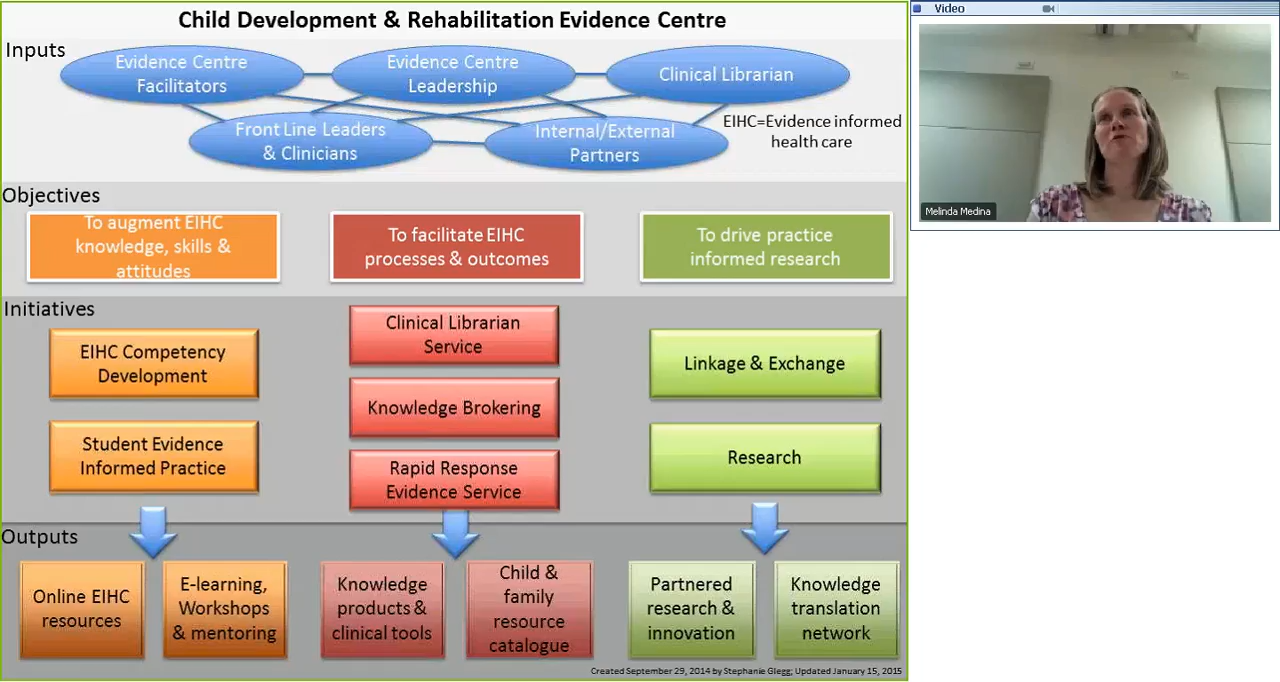 Child Development & Rehabilitation Evidence Centre
Inputs
Evidence Centre
Facilitators
Evidence Centre
Leadership
Clinical Librarian
Front Line Leaders
& Clinicians
Internal/External
Partners
EIHC=Evidence informed
health care
Objectives
To augment EIHC
knowledge, skills &
attitudes
To facilitate EIHC
processes & outcomes
To drive practice
informed research
Initiatives
EIHC Competency
Development
Student Evidence
Informed Practice
Clinical Librarian
Service
Knowledge Brokering
Rapid Response
Evidence Service
Linkage & Exchange
Research
Outputs
Online EIHC
resources
E-learning,
Workshops
& mentoring
Knowledge
products &
clinical tools
Child &
family
resource
catalogue
Partnered
research &
innovation
Knowledge
translation
network
Created September 29, 2014 by Stephanie Glegg; Updated January 15, 2015
Video
Melinda Medina